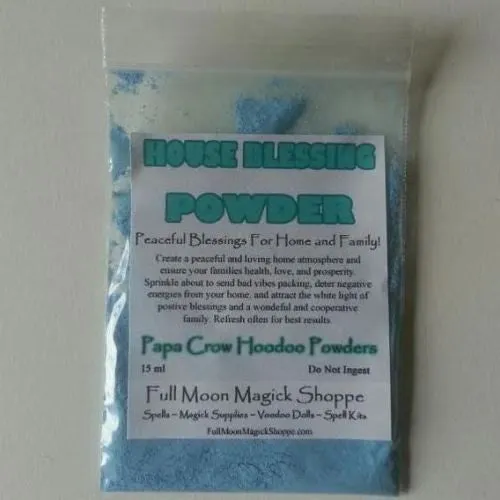 HOUSE BLESSING
POWDER
Peaceful Blessings For Home and Family!
Create a peaceful and loving home atmosphere and
ensure your families health, love, and prosperity.
Sprinkle about to send bad vibes packing, deter negative
energies from your home, and attract the white light of
postive blessings and a wondeful and cooperative
family. Refresh often for best results.
Papa Crow Hoodoo Powders
15 ml Do Not Ingest
Full Moon Magick Shoppe
Spells ~ Magick Supplies ~ Voodoo Dolls ~ Spell Kits
FullMoonMagickShoppe.com